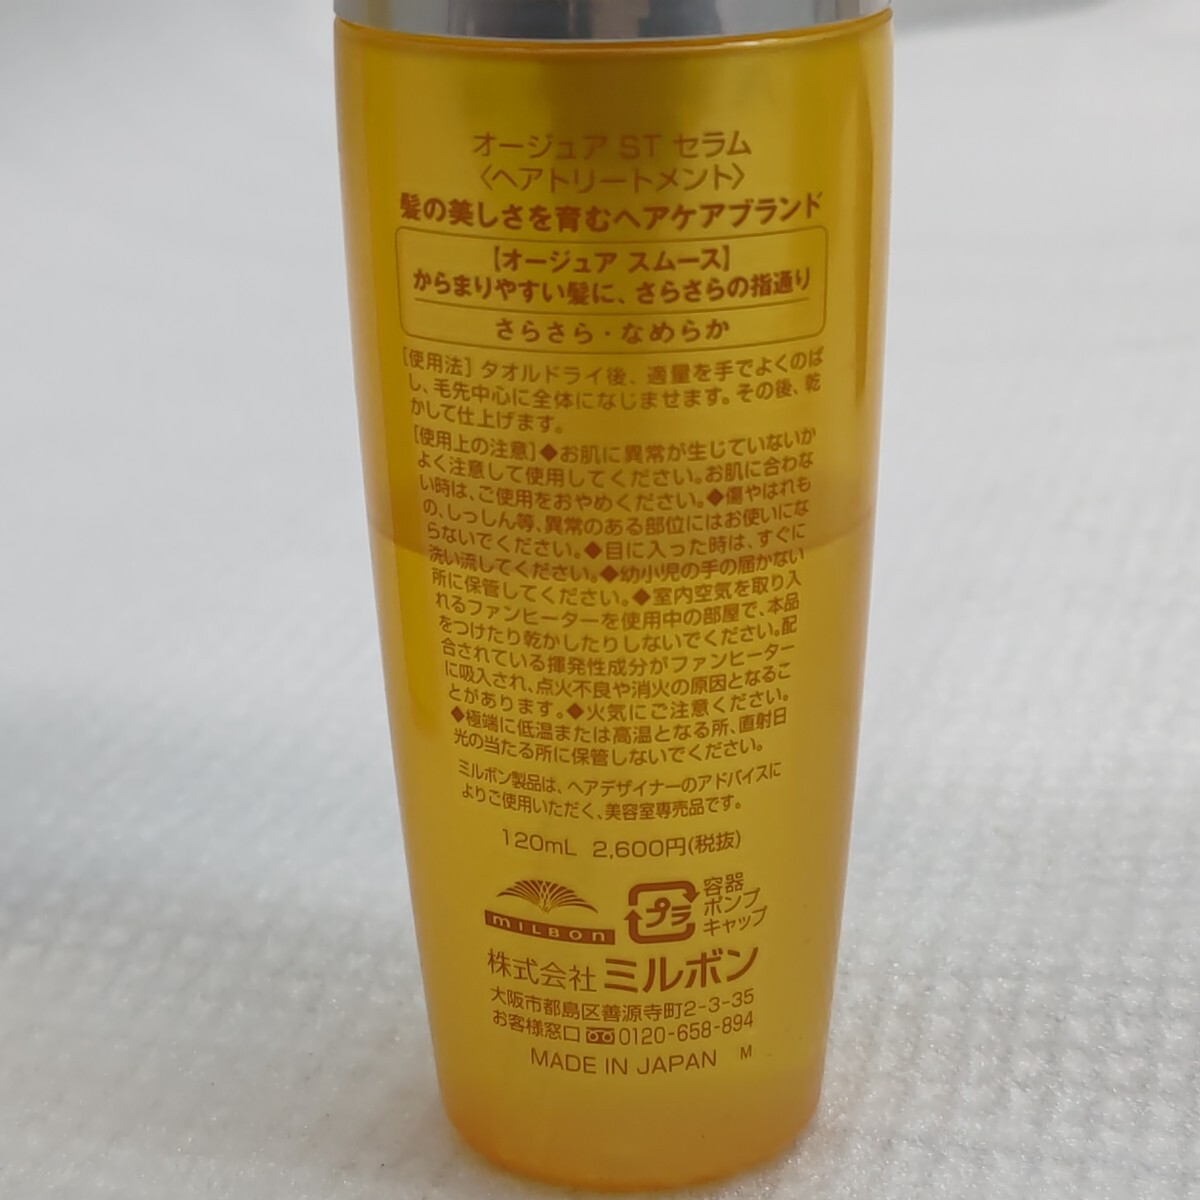 オージュア ST セラム
〈ヘアトリートメント〉
髪の美しさを育むヘアケアブランド
[オージュア スムース]
からまりやすい髪に、さらさらの指通り
さらさら・なめらか
[使用法] タオルドライ後、適量を手でよくのば
し、毛先中心に全体になじませます。その後、乾
かして仕上げます。
[使用上の注意]◆お肌に異常が生じていないか
よく注意して使用してください。お肌に合わな
い時は、ご使用をおやめください。◆傷やはれも
の、しっしん等、異常のある部位にはお使いにな
らないでください。◆目に入った時は、すぐに
洗い流してください。◆幼小児の手の届かない
所に保管してください。◆室内空気を取り入
れるファンヒーターを使用中の部屋で、本品
をつけたり乾かしたりしないでください。配
合されている揮発性成分がファンヒーター
に吸入され、点火不良や消火の原因となるこ
とがあります。◆火気にご注意ください。
◆極端に低温または高温となる所、直射日
光の当たる所に保管しないでください。
ミルボン製品は、ヘアデザイナーのアドバイスに
よりご使用いただく、美容室専売品です。
120mL 2,600円(税抜)
milbon
プラ
容器
ポンプ
キャップ
株式会社 ミルボン
大阪市都島区善源寺町2-3-35
お客様窓口 0120-658-894
MADE IN JAPAN M